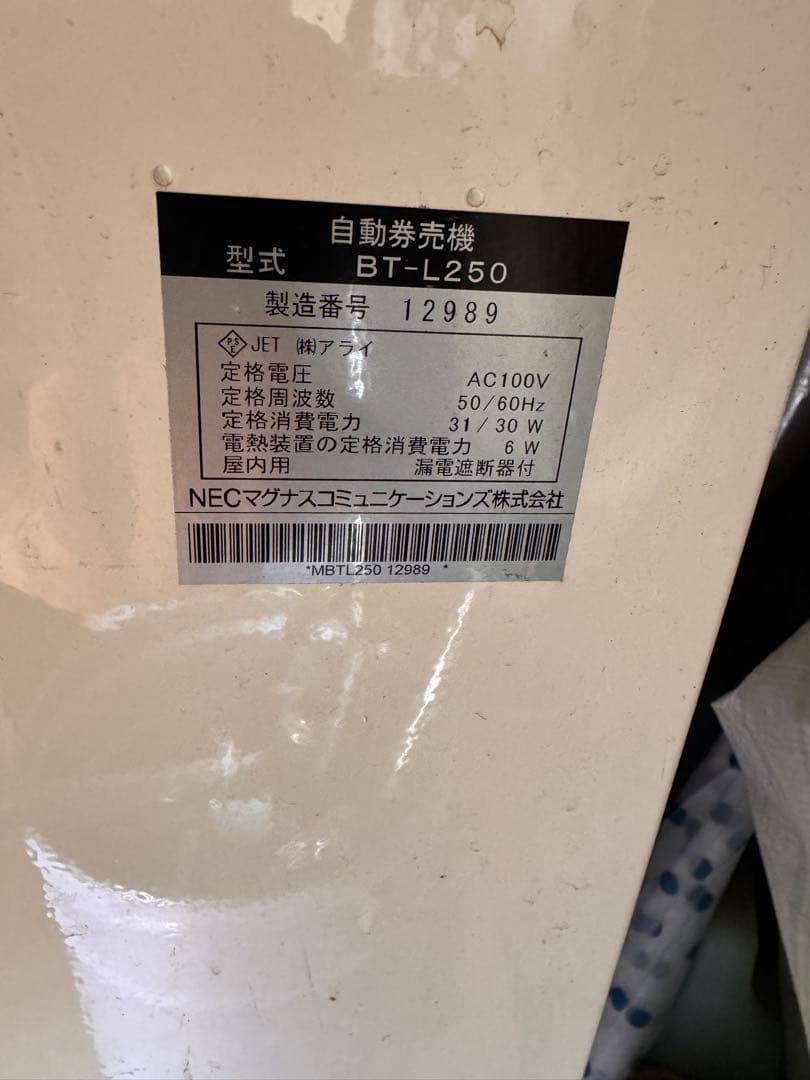 自動券売機
型式 BT-L250
製造番号 12989
PSE JET ㈱アライ
定格電圧 AC100V
定格周波数 50/60Hz
定格消費電力 31/30W
電熱装置の定格消費電力 6W
屋内用 漏電遮断器付
NECマグナスコミュニケーションズ株式会社
*MBTL250 12989 *